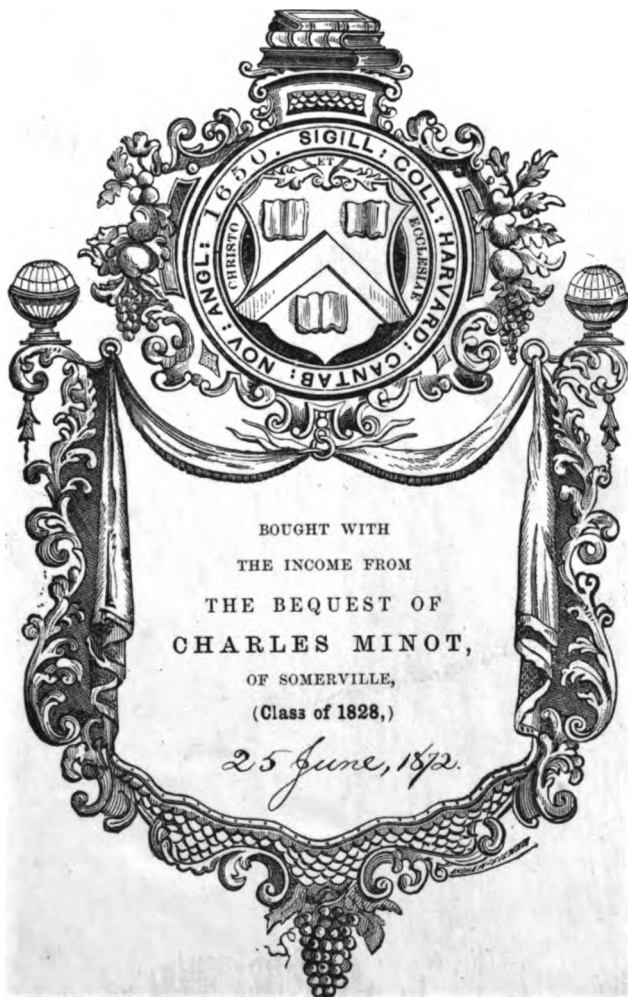 SIGILL: COLL: HARVARD: CANTAB: NOV: ANGL: 1650.
CHRISTO ET ECCLESIAE
BOUGHT WITH
THE INCOME FROM
THE BEQUEST OF
CHARLES MINOT,
OF SOMERVILLE,
(Class of 1828,)
25 June, 1872.